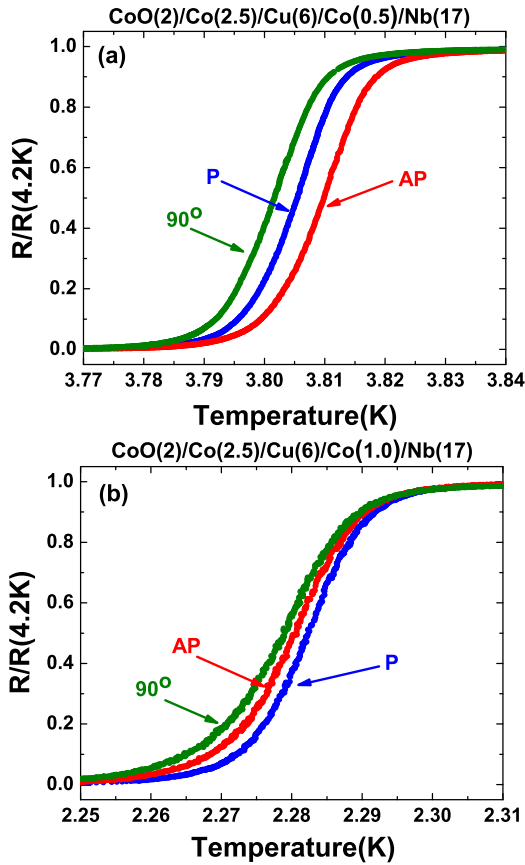 CoO(2)/Co(2.5)/Cu(6)/Co(0.5)/Nb(17)
(a)
1.0
0.8
0.6
0.4
0.2
0.0
R/R(4.2K)
P
AP
90°
3.77 3.78 3.79 3.80 3.81 3.82 3.83 3.84
Temperature(K)
CoO(2)/Co(2.5)/Cu(6)/Co(1.0)/Nb(17)
(b)
1.0
0.8
0.6
0.4
0.2
0.0
R/R(4.2K)
AP
P
90°
2.25 2.26 2.27 2.28 2.29 2.30 2.31
Temperature(K)